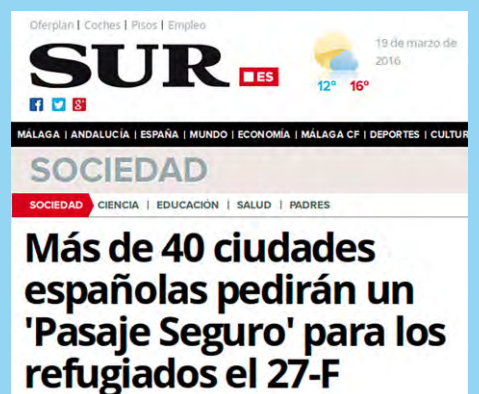 Oferplan | Coches | Pisos | Empleo
SUR.ES
19 de marzo de
2016
12° 16°
MÁLAGA | ANDALUCÍA | ESPAÑA | MUNDO | ECONOMÍA | MÁLAGA CF | DEPORTES | CULTUR
SOCIEDAD
SOCIEDAD CIENCIA | EDUCACIÓN | SALUD | PADRES
Más de 40 ciudades
españolas pedirán un
'Pasaje Seguro' para los
refugiados el 27-F